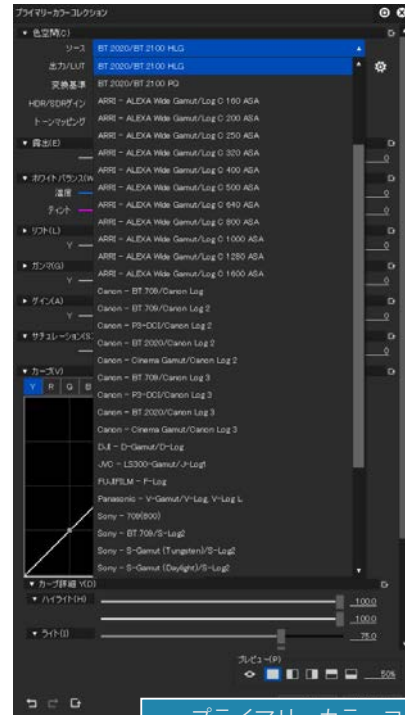 プライマリーカラーコレクション
▼ 色空間(C)
ソース BT 2020/BT 2100 HLG
出力/LUT BT 2020/BT 2100 HLG
変換基準 BT 2020/BT 2100 PQ
HDR/SDRゲイン ARRI - ALEXA Wide Gamut/Log C 160 ASA
トーンマッピング ARRI - ALEXA Wide Gamut/Log C 200 ASA
ARRI - ALEXA Wide Gamut/Log C 250 ASA
▼ 露出(E)
ARRI - ALEXA Wide Gamut/Log C 320 ASA
0
ARRI - ALEXA Wide Gamut/Log C 400 ASA
▼ ホワイトバランス(W
ARRI - ALEXA Wide Gamut/Log C 500 ASA
温度
0
ARRI - ALEXA Wide Gamut/Log C 640 ASA
ティント
0
ARRI - ALEXA Wide Gamut/Log C 800 ASA
▶ リフト(L)
ARRI - ALEXA Wide Gamut/Log C 1000 ASA
Y
0
ARRI - ALEXA Wide Gamut/Log C 1280 ASA
▶ ガンマ(G)
ARRI - ALEXA Wide Gamut/Log C 1600 ASA
Y
0
Canon - BT 709/Canon Log
▶ ゲイン(A)
Canon - BT 709/Canon Log 2
Y
0
Canon - P3-DCI/Canon Log 2
▼ サチュレーション(S
Canon - BT 2020/Canon Log 2
0
Canon - Cinema Gamut/Canon Log 2
▼ カーブ(V)
Canon - BT 709/Canon Log 3
Y R G B
Canon - P3-DCI/Canon Log 3
Canon - BT 2020/Canon Log 3
Canon - Cinema Gamut/Canon Log 3
DJI - D-Gamut/D-Log
JVC - LS300-Gamut/J-Log1
FUJIFILM - F-Log
Panasonic - V-Gamut/V-Log, V-Log L
Sony - 709(800)
Sony - BT 709/S-Log2
Sony - S-Gamut (Tungsten)/S-Log2
Sony - S-Gamut (Daylight)/S-Log2
▼ カーブ詳細 Y(D)
▼ ハイライト(H)
100.0
100.0
▼ ライト(I)
75.0
プレビュー(P)
50%